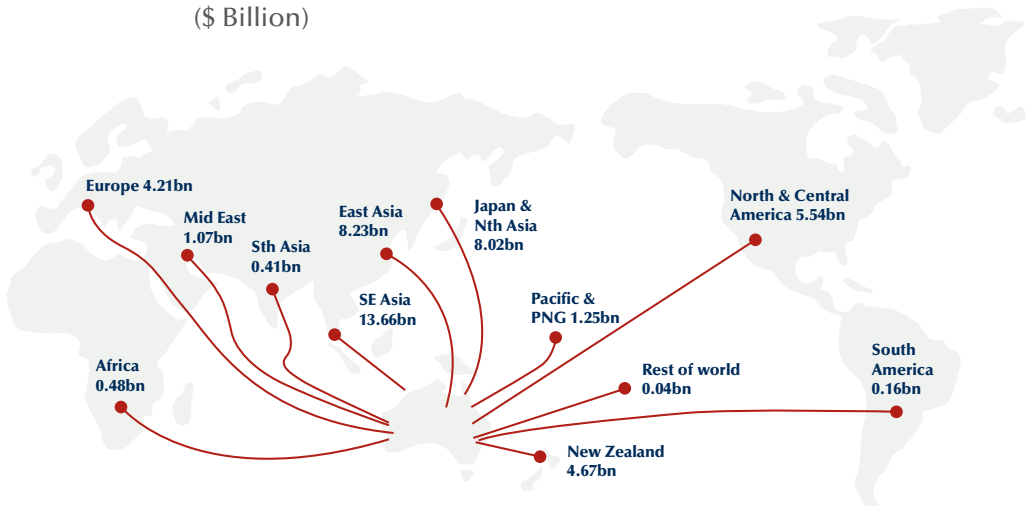 ($ Billion)
Europe 4.21bn
Mid East
1.07bn
Sth Asia
0.41bn
East Asia
8.23bn
Japan &
Nth Asia
8.02bn
North & Central
America 5.54bn
SE Asia
13.66bn
Pacific &
PNG 1.25bn
Africa
0.48bn
Rest of world
0.04bn
South
America
0.16bn
New Zealand
4.67bn